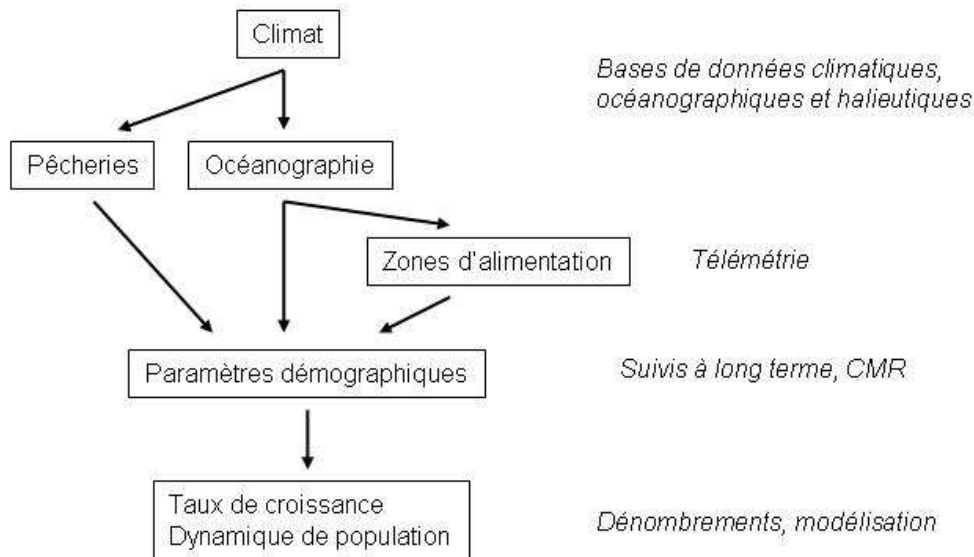 Climat
Bases de données climatiques,
océanographiques et halieutiques
Pêcheries
Océanographie
Zones d'alimentation
Télémétrie
Paramètres démographiques
Suivis à long terme, CMR
Taux de croissance
Dynamique de population
Dénombrements, modélisation